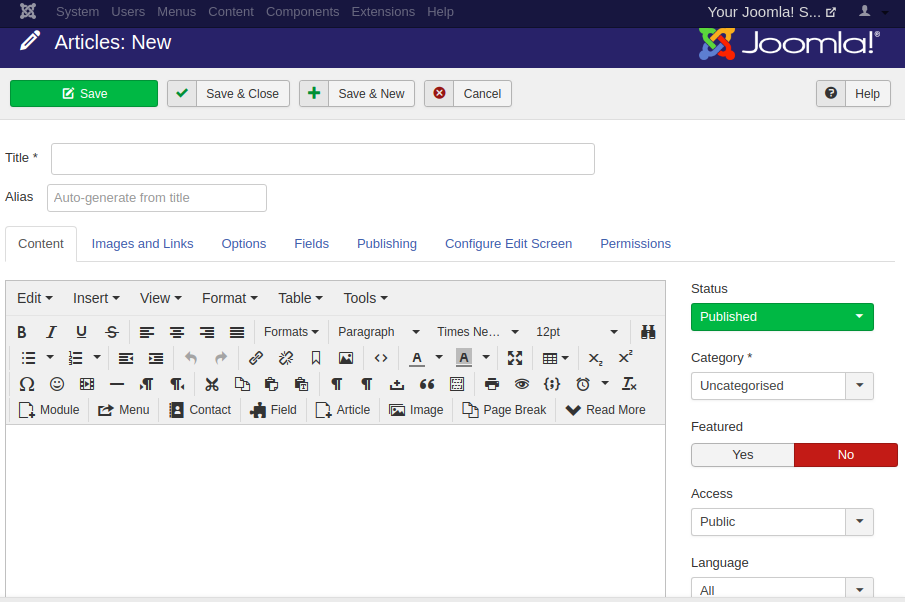 System Users Menus Content Components Extensions Help Your Joomla! S...
Articles: New Joomla!®
Save Save & Close Save & New Cancel Help
Title *
Alias Auto-generate from title
Content Images and Links Options Fields Publishing Configure Edit Screen Permissions
Edit Insert View Format Table Tools
B I U S Formats Paragraph Times Ne... 12pt
Module Menu Contact Field Article Image Page Break Read More
Status
Published
Category *
Uncategorised
Featured
Yes No
Access
Public
Language
All